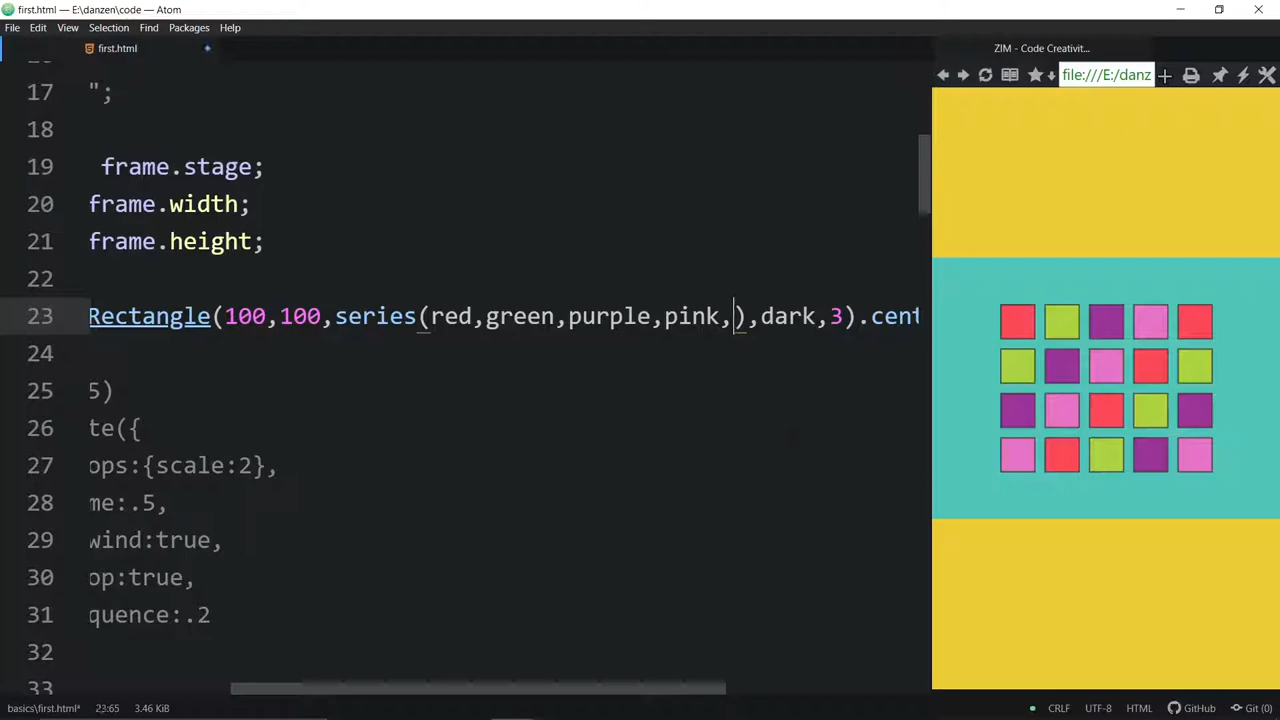 first.html — E:\danzen\code — Atom
File Edit View Selection Find Packages Help
first.html
ZIM - Code Creativit...
file:///E:/danz
17 ";
18
19 frame.stage;
20 frame.width;
21 frame.height;
22
23 Rectangle(100,100,series(red,green,purple,pink,),dark,3).cent
24
25 5)
26 te({
27 ops:{scale:2},
28 me:.5,
29 wind:true,
30 op:true,
31 quence:.2
32
33
basics\first.html* 23:65 3.46 KiB CRLF UTF-8 HTML GitHub Git (0)